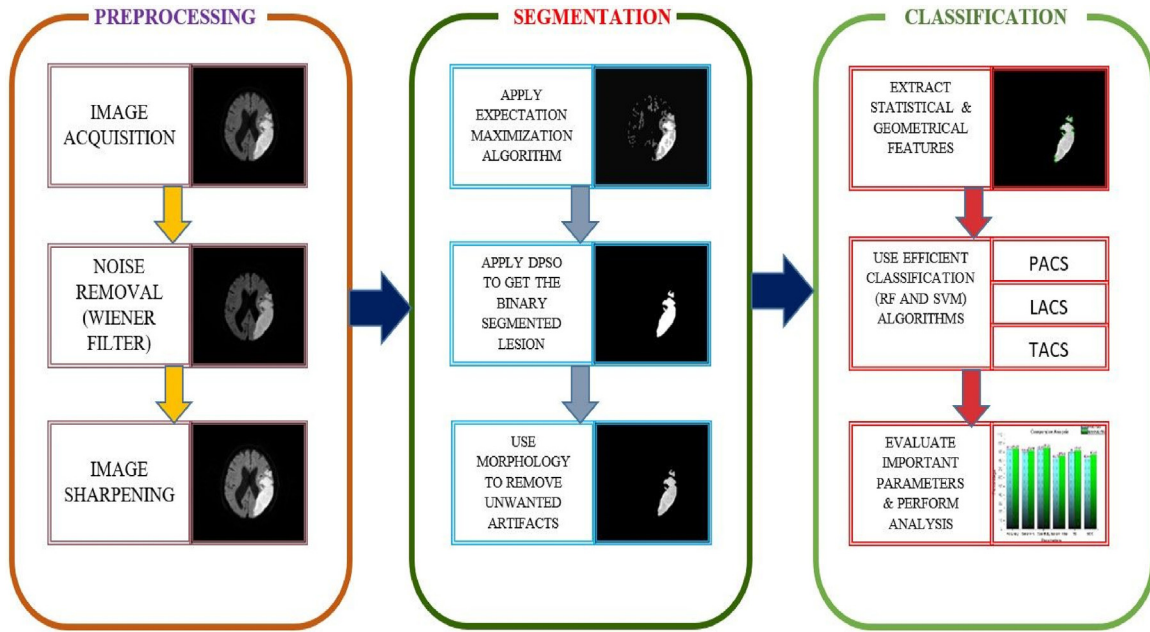 PREPROCESSING
IMAGE
ACQUISITION
NOISE
REMOVAL
(WIENER
FILTER)
IMAGE
SHARPENING
SEGMENTATION
APPLY
EXPECTATION
MAXIMIZATION
ALGORITHM
APPLY DPSO
TO GET THE
BINARY
SEGMENTED
LESION
USE
MORPHOLOGY
TO REMOVE
UNWANTED
ARTIFACTS
CLASSIFICATION
EXTRACT
STATISTICAL &
GEOMETRICAL
FEATURES
USE EFFICIENT
CLASSIFICATION
(RF AND SVM)
ALGORITHMS
PACS
LACS
TACS
EVALUATE
IMPORTANT
PARAMETERS
& PERFORM
ANALYSIS
Comparative Analysis